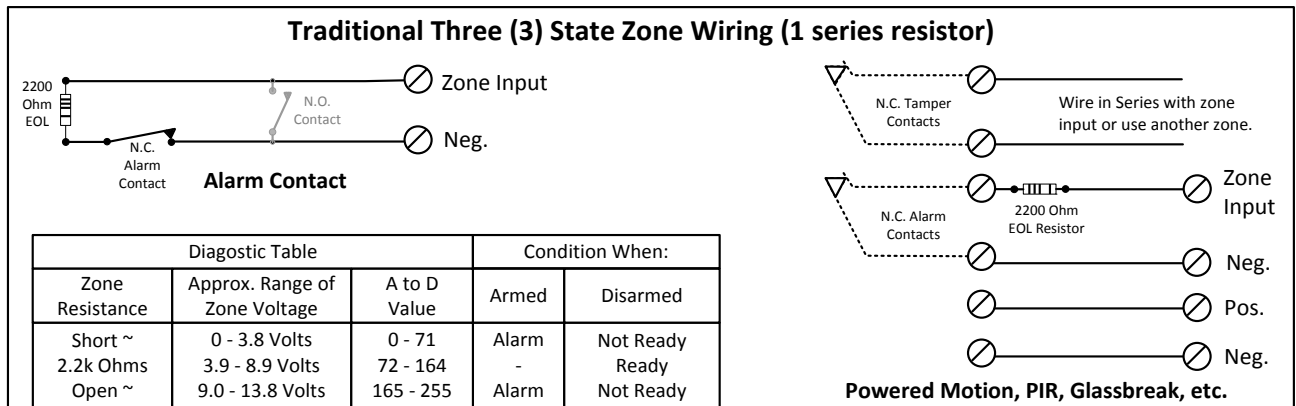 Traditional Three (3) State Zone Wiring (1 series resistor)
2200
Ohm
EOL
Zone Input
N.O.
Contact
Neg.
N.C.
Alarm
Contact
Alarm Contact
N.C. Tamper
Contacts
Wire in Series with zone
input or use another zone.
N.C. Alarm
Contacts
2200 Ohm
EOL Resistor
Zone
Input
Neg.
Pos.
Neg.
Powered Motion, PIR, Glassbreak, etc.
Diagostic Table Condition When:
Zone Resistance Approx. Range of Zone Voltage A to D Value Armed Disarmed
Short ~ 0 - 3.8 Volts 0 - 71 Alarm Not Ready
2.2k Ohms 3.9 - 8.9 Volts 72 - 164 - Ready
Open ~ 9.0 - 13.8 Volts 165 - 255 Alarm Not Ready